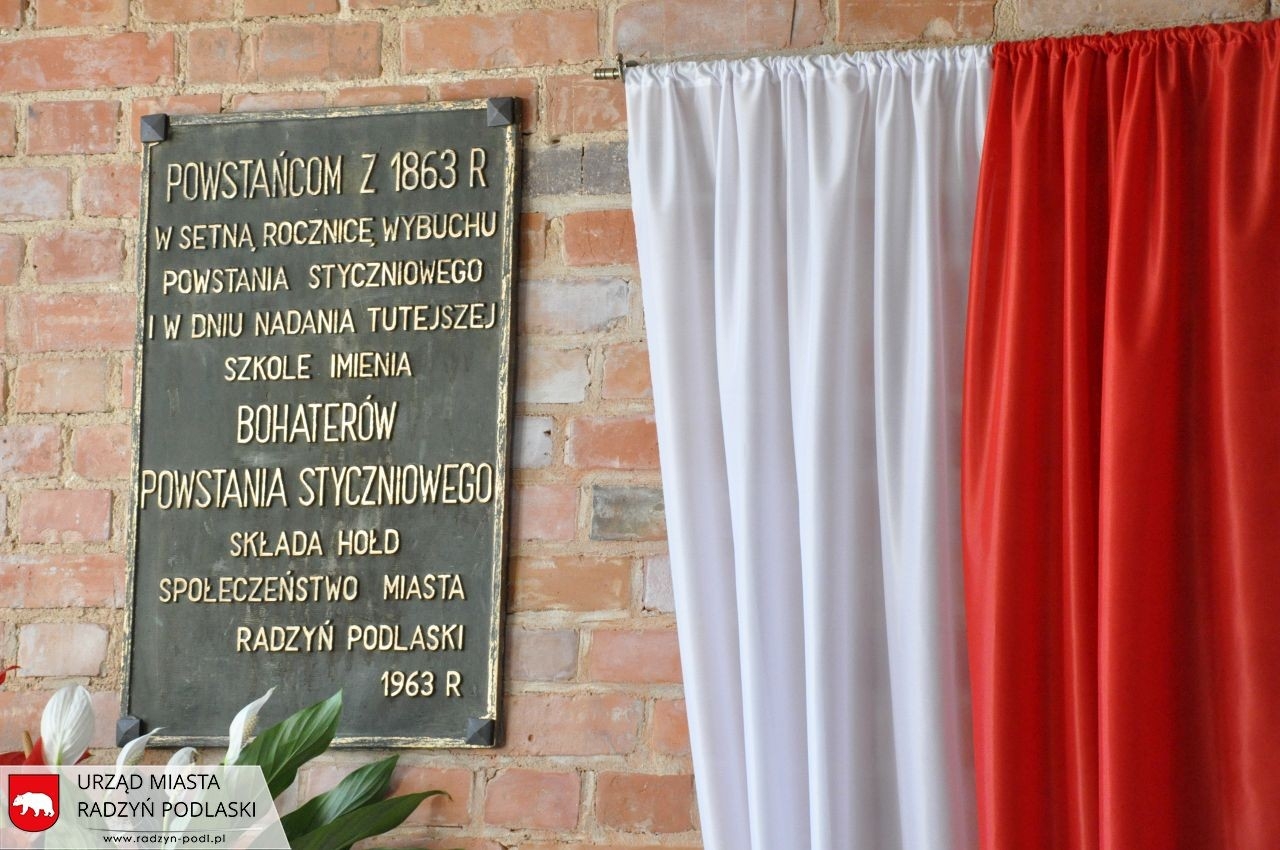 POWSTAŃCOM Z 1863 R
W SETNĄ ROCZNICĘ WYBUCHU
POWSTANIA STYCZNIOWEGO
I W DNIU NADANIA TUTEJSZEJ
SZKOLE IMIENIA
BOHATERÓW
POWSTANIA STYCZNIOWEGO
SKŁADA HOŁD
SPOŁECZEŃSTWO MIASTA
RADZYŃ PODLASKI
1963 R
URZĄD MIASTA
RADZYŃ PODLASKI
www.radzyn-podl.pl